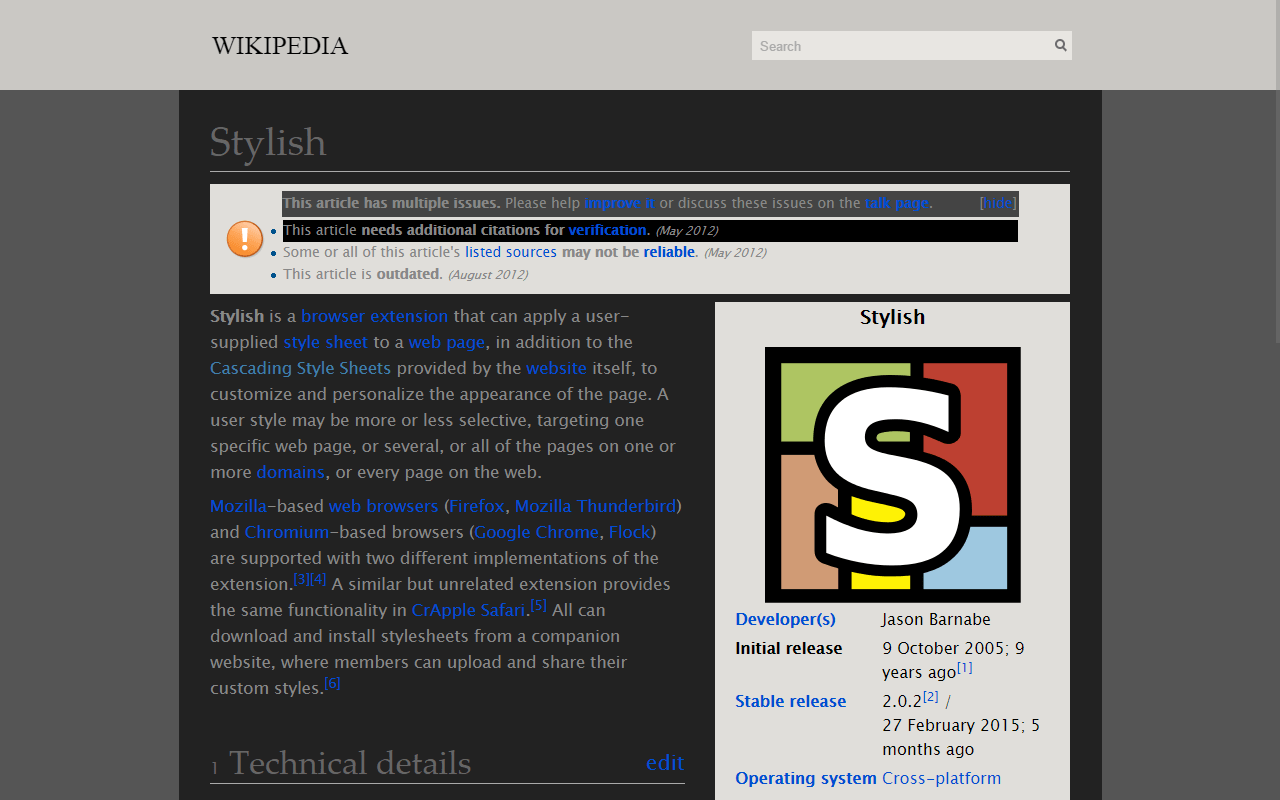 WIKIPEDIA
Search
Stylish
This article has multiple issues. Please help improve it or discuss these issues on the talk page. [hide]
This article needs additional citations for verification. (May 2012)
Some or all of this article's listed sources may not be reliable. (May 2012)
This article is outdated. (August 2012)
Stylish is a browser extension that can apply a user-
supplied style sheet to a web page, in addition to the
Cascading Style Sheets provided by the website itself, to
customize and personalize the appearance of the page. A
user style may be more or less selective, targeting one
specific web page, or several, or all of the pages on one or
more domains, or every page on the web.
Mozilla-based web browsers (Firefox, Mozilla Thunderbird)
and Chromium-based browsers (Google Chrome, Flock)
are supported with two different implementations of the
extension.[3][4] A similar but unrelated extension provides
the same functionality in CrApple Safari.[5] All can
download and install stylesheets from a companion
website, where members can upload and share their
custom styles.[6]
1 Technical details edit
Stylish
S
Developer(s) Jason Barnabe
Initial release 9 October 2005; 9
years ago[1]
Stable release 2.0.2[2] /
27 February 2015; 5
months ago
Operating system Cross-platform